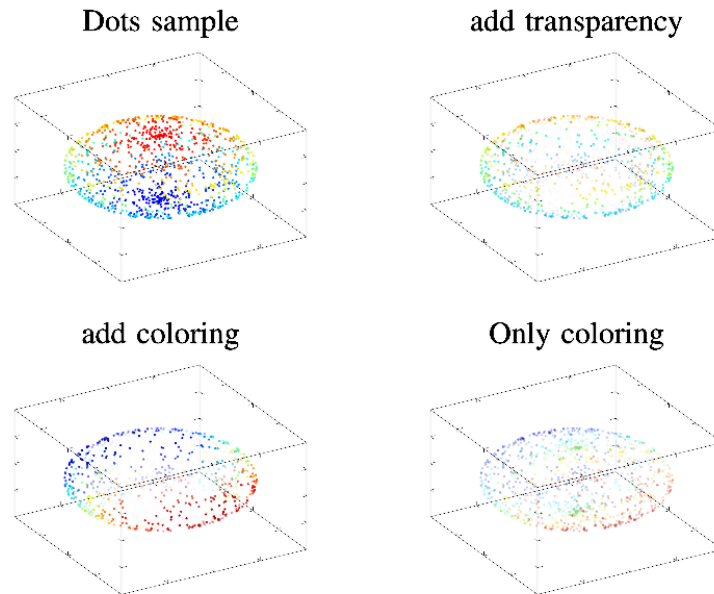 Dots sample
add transparency
add coloring
Only coloring